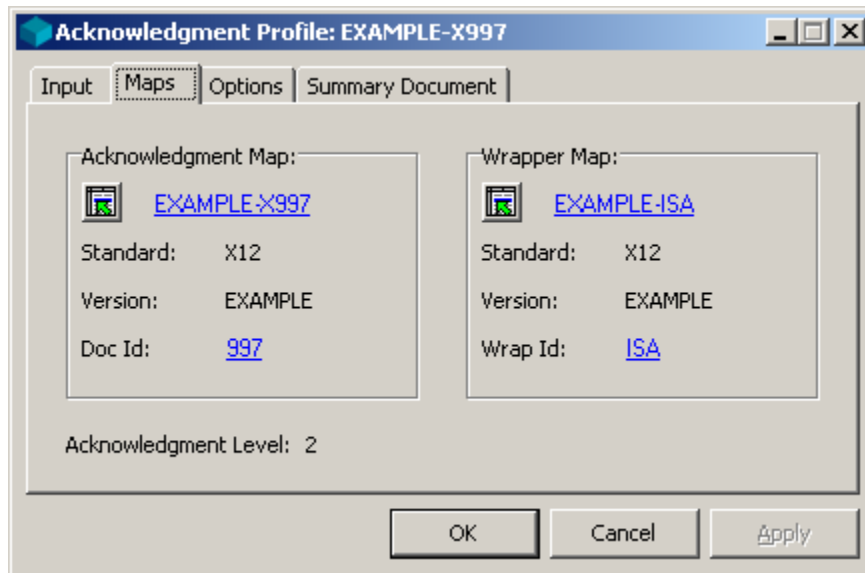 Acknowledgment Profile: EXAMPLE-X997
Input Maps Options Summary Document
Acknowledgment Map:
EXAMPLE-X997
Standard: X12
Version: EXAMPLE
Doc Id: 997
Wrapper Map:
EXAMPLE-ISA
Standard: X12
Version: EXAMPLE
Wrap Id: ISA
Acknowledgment Level: 2
OK Cancel Apply